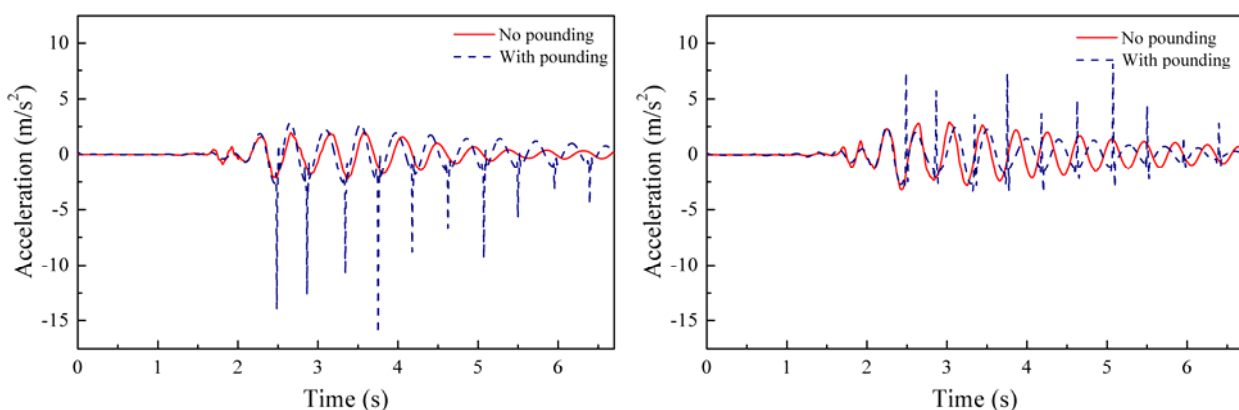 10
5
0
-5
-10
-15
Acceleration (m/s²)
No pounding
With pounding
0 1 2 3 4 5 6
Time (s)
10
5
0
-5
-10
-15
Acceleration (m/s²)
No pounding
With pounding
0 1 2 3 4 5 6
Time (s)